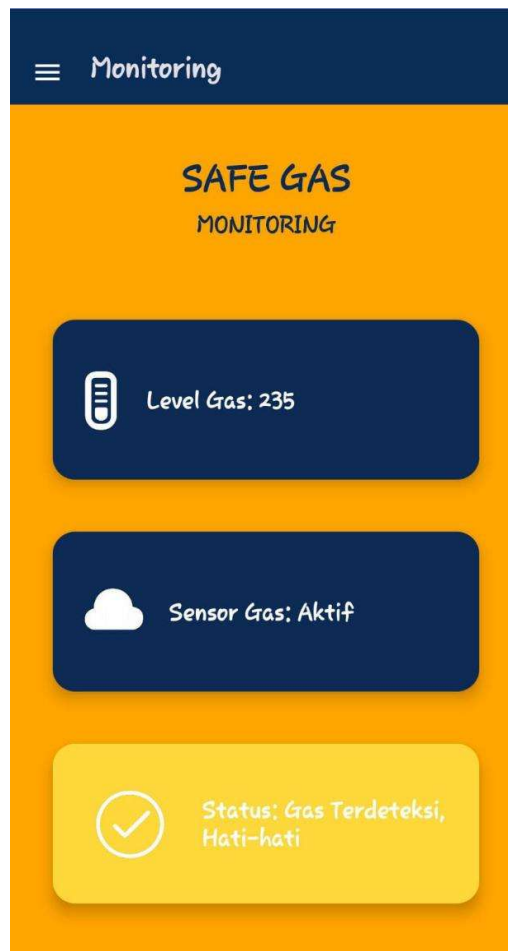 Monitoring
SAFE GAS
MONITORING
Level Gas: 235
Sensor Gas: Aktif
Status: Gas Terdeteksi,
Hati-hati